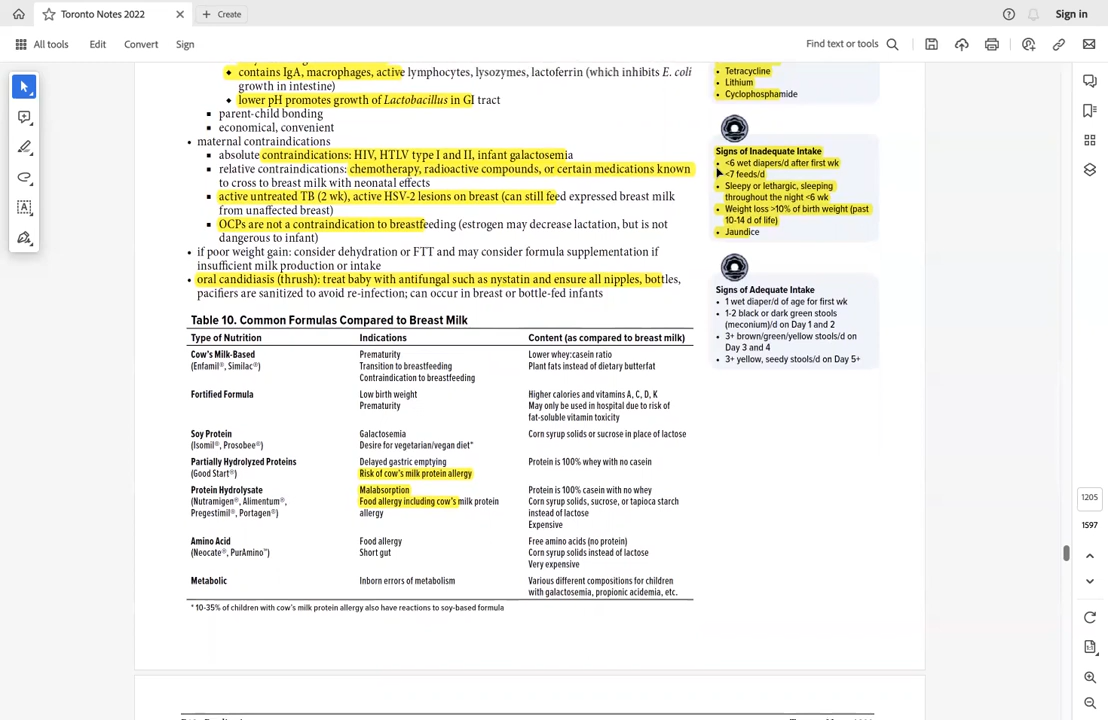 Toronto Notes 2022
Create
Sign in
All tools
Edit
Convert
Sign
Find text or tools
contains IgA, macrophages, active lymphocytes, lysozymes, lactoferrin (which inhibits E. coli
growth in intestine)
lower pH promotes growth of Lactobacillus in GI tract
parent-child bonding
economical, convenient
• maternal contraindications
absolute contraindications: HIV, HTLV type I and II, infant galactosemia
relative contraindications: chemotherapy, radioactive compounds, or certain medications known
to cross to breast milk with neonatal effects
active untreated TB (2 wk), active HSV-2 lesions on breast (can still feed expressed breast milk
from unaffected breast)
OCPs are not a contraindication to breastfeeding (estrogen may decrease lactation, but is not
dangerous to infant)
• if poor weight gain: consider dehydration or FTT and may consider formula supplementation if
insufficient milk production or intake
• oral candidiasis (thrush): treat baby with antifungal such as nystatin and ensure all nipples, bottles,
pacifiers are sanitized to avoid re-infection; can occur in breast or bottle-fed infants
Table 10. Common Formulas Compared to Breast Milk
Type of Nutrition Indications Content (as compared to breast milk)
Cow's Milk-Based Prematurity Lower whey:casein ratio
(Enfamil®, Similac®) Transition to breastfeeding Plant fats instead of dietary butterfat
Contraindication to breastfeeding
Fortified Formula Low birth weight Higher calories and vitamins A, C, D, K
Prematurity May only be used in hospital due to risk of
fat-soluble vitamin toxicity
Soy Protein Galactosemia Corn syrup solids or sucrose in place of lactose
(Isomil®, Prosobee®) Desire for vegetarian/vegan diet*
Partially Hydrolyzed Proteins Delayed gastric emptying Protein is 100% whey with no casein
(Good Start®) Risk of cow's milk protein allergy
Protein Hydrolysate Malabsorption Protein is 100% casein with no whey
(Nutramigen®, Alimentum®, Food allergy including cow's milk protein Corn syrup solids, sucrose, or tapioca starch
Pregestimil®, Portagen®) allergy instead of lactose
Expensive
Amino Acid Food allergy Free amino acids (no protein)
(Neocate®, PurAmino™) Short gut Corn syrup solids instead of lactose
Very expensive
Metabolic Inborn errors of metabolism Various different compositions for children
with galactosemia, propionic acidemia, etc.
* 10-35% of children with cow's milk protein allergy also have reactions to soy-based formula
• Tetracycline
• Lithium
• Cyclophosphamide
Signs of Inadequate Intake
• <6 wet diapers/d after first wk
• <7 feeds/d
• Sleepy or lethargic, sleeping
throughout the night <6 wk
• Weight loss >10% of birth weight (past
10-14 d of life)
• Jaundice
Signs of Adequate Intake
• 1 wet diaper/d of age for first wk
• 1-2 black or dark green stools
(meconium)/d on Day 1 and 2
• 3+ brown/green/yellow stools/d on
Day 3 and 4
• 3+ yellow, seedy stools/d on Day 5+
1205
1597